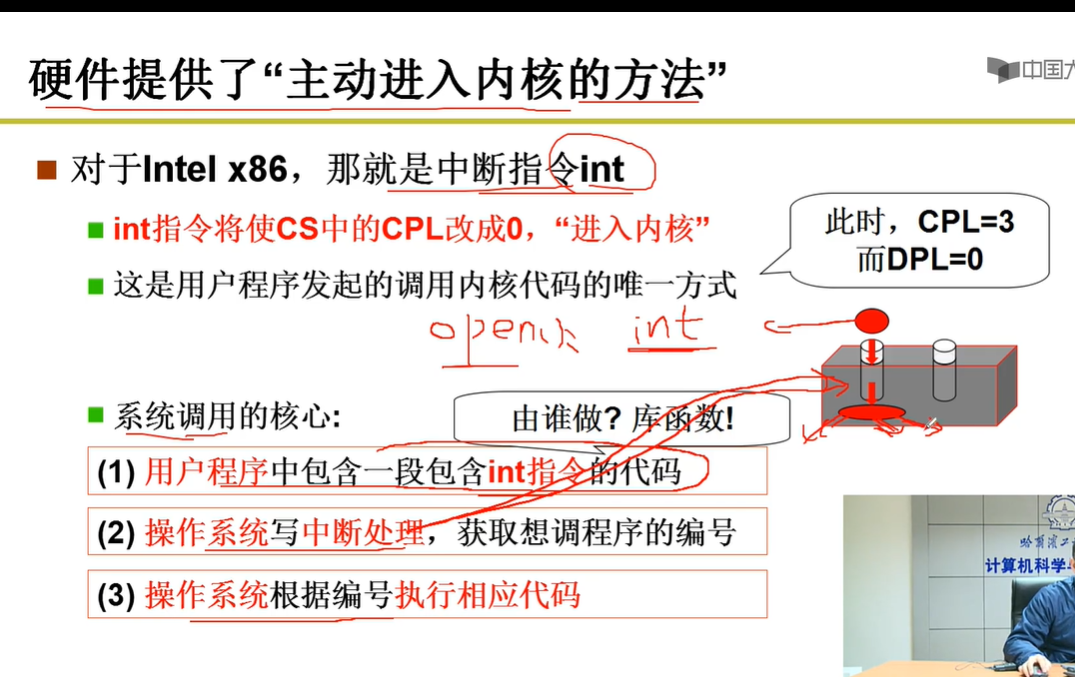 硬件提供了“主动进入内核的方法”
中国大
对于Intel x86，那就是中断指令int
int指令将使CS中的CPL改成0，“进入内核”
此时，CPL=3
而DPL=0
这是用户程序发起的调用内核代码的唯一方式
open() int
系统调用的核心:
由谁做? 库函数!
(1) 用户程序中包含一段包含int指令的代码
(2) 操作系统写中断处理，获取想调程序的编号
(3) 操作系统根据编号执行相应代码
哈尔滨工
计算机科学